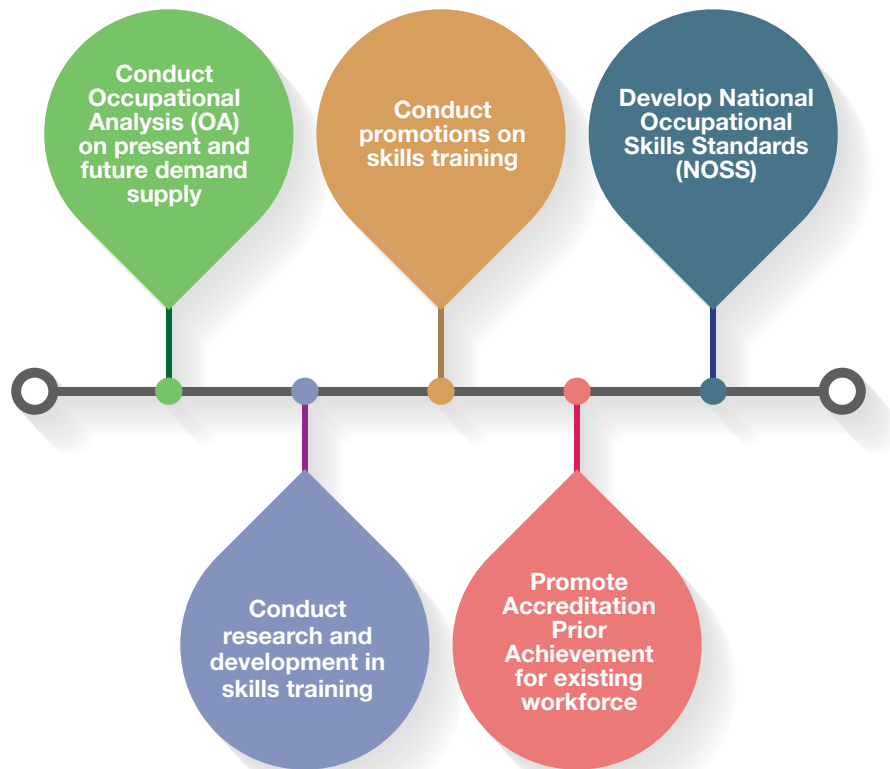 Conduct
Occupational
Analysis (OA)
on present and
future demand
supply
Conduct
promotions on
skills training
Develop National
Occupational
Skills Standards
(NOSS)
Conduct
research and
development in
skills training
Promote
Accreditation
Prior
Achievement
for existing
workforce